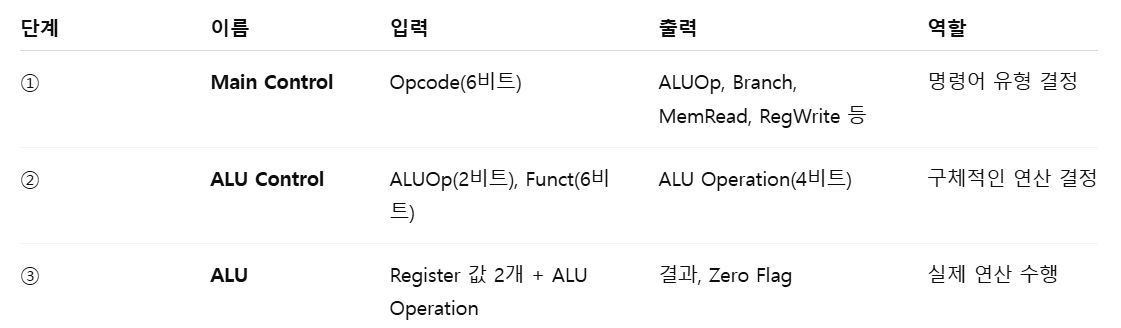 단계 이름 입력 출력 역할
① Main Control Opcode(6비트) ALUOp, Branch, 명령어 유형 결정
MemRead, RegWrite 등
② ALU Control ALUOp(2비트), Funct(6비 ALU Operation(4비트) 구체적인 연산 결정
트)
③ ALU Register 값 2개 + ALU 결과, Zero Flag 실제 연산 수행
Operation